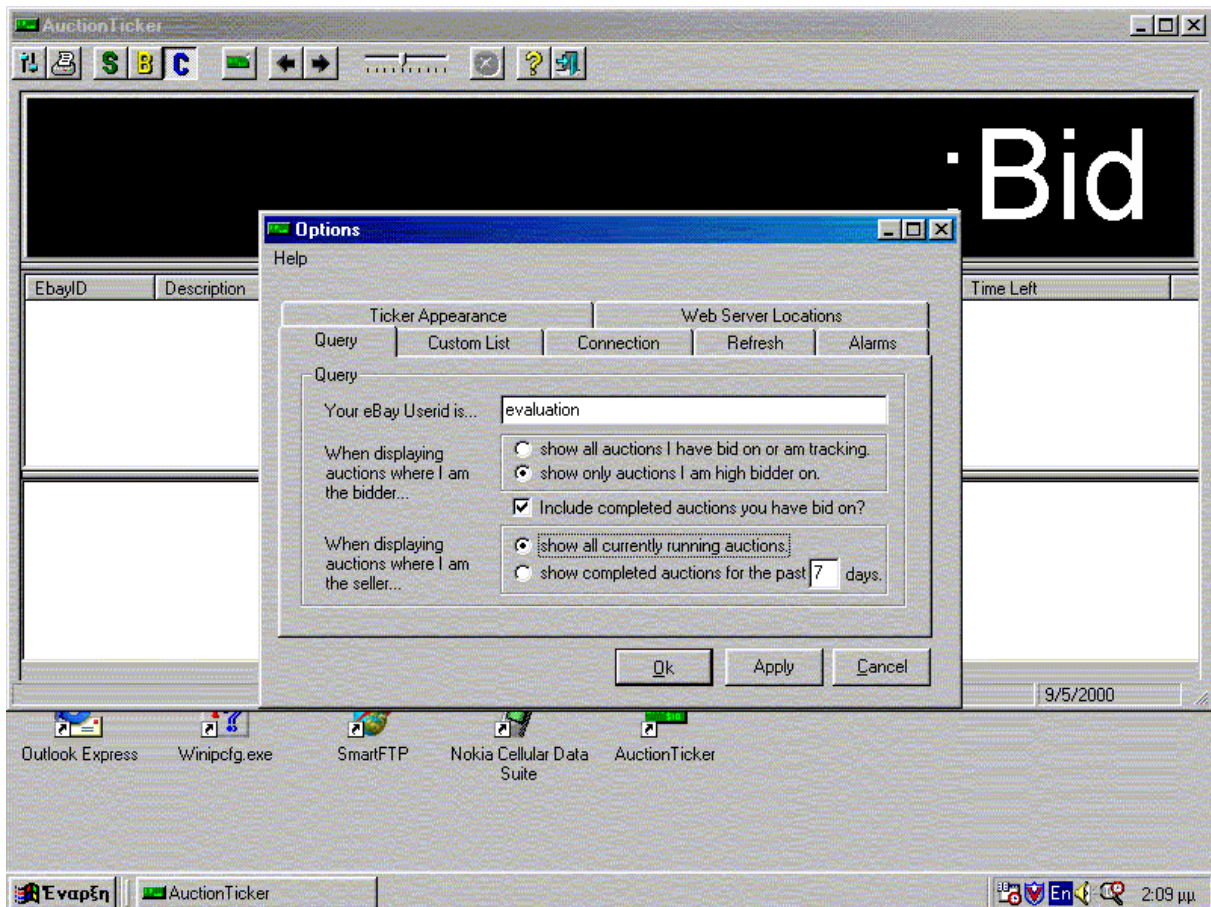 AuctionTicker
S B C
:Bid
EbayID Description Time Left
Options
Help
Ticker Appearance Web Server Locations
Query Custom List Connection Refresh Alarms
Query
Your eBay Userid is... evaluation
When displaying
auctions where I am
the bidder...
show all auctions I have bid on or am tracking.
show only auctions I am high bidder on.
Include completed auctions you have bid on?
When displaying
auctions where I am
the seller...
show all currently running auctions.
show completed auctions for the past 7 days.
Ok Apply Cancel
9/5/2000
Outlook Express Winipcfg.exe SmartFTP Nokia Cellular Data
Suite
AuctionTicker
Έναρξη AuctionTicker En 2:09 μμ